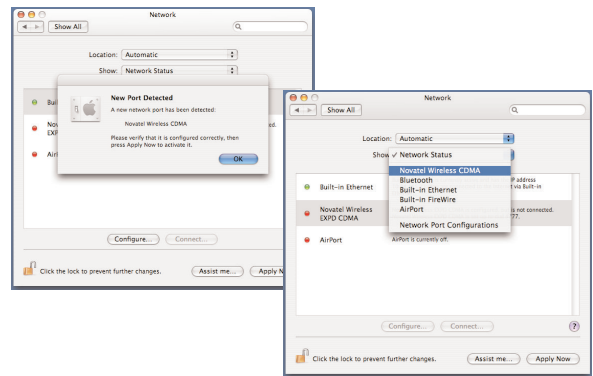 Network
Show All
Location: Automatic
Show: Network Status
New Port Detected
A new network port has been detected:
Novatel Wireless CDMA
Please verify that it is configured correctly, then
press Apply Now to activate it.
OK
Configure...
Connect...
Click the lock to prevent further changes.
Assist me...
Apply N
Network
Show All
Location: Automatic
Show
Network Status
Novatel Wireless CDMA
Bluetooth
Built-in Ethernet
Built-in FireWire
AirPort
Network Port Configurations
Built-in Ethernet
IP address
t via Built-in
Novatel Wireless
EXPD CDMA
is not connected.
777.
AirPort
AirPort is currently off.
Configure...
Connect...
?
Click the lock to prevent further changes.
Assist me...
Apply Now